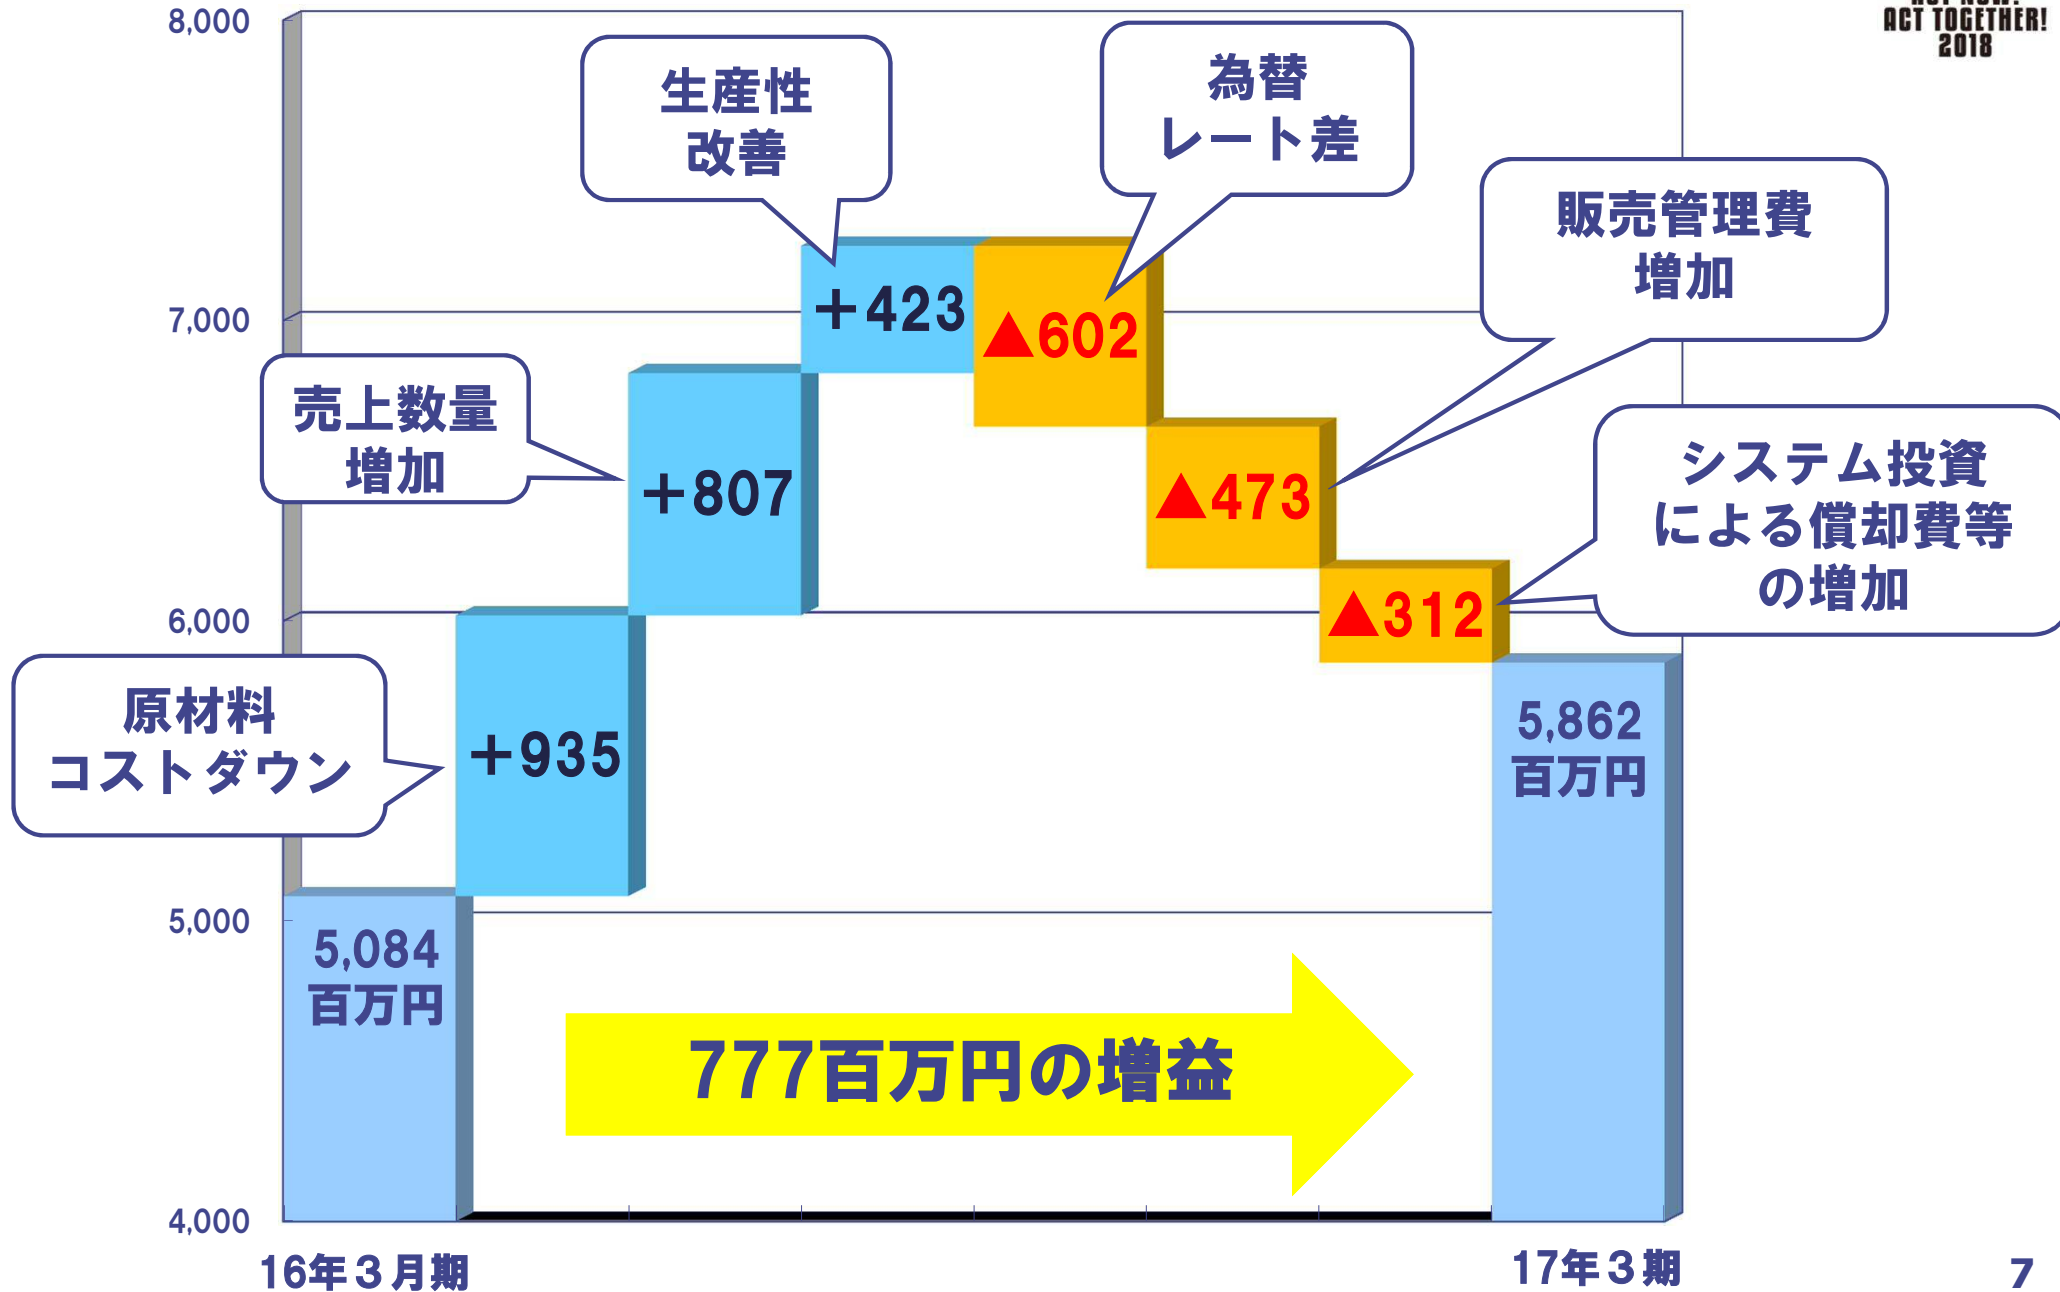 ACT TOGETHER!
2018
8,000
7,000
6,000
5,000
4,000
生産性
改善
為替
レート差
販売管理費
増加
売上数量
増加
システム投資
による償却費等
の増加
原材料
コストダウン
+423
▲602
+807
▲473
▲312
+935
5,862
百万円
5,084
百万円
777百万円の増益
16年３月期
17年３期
7